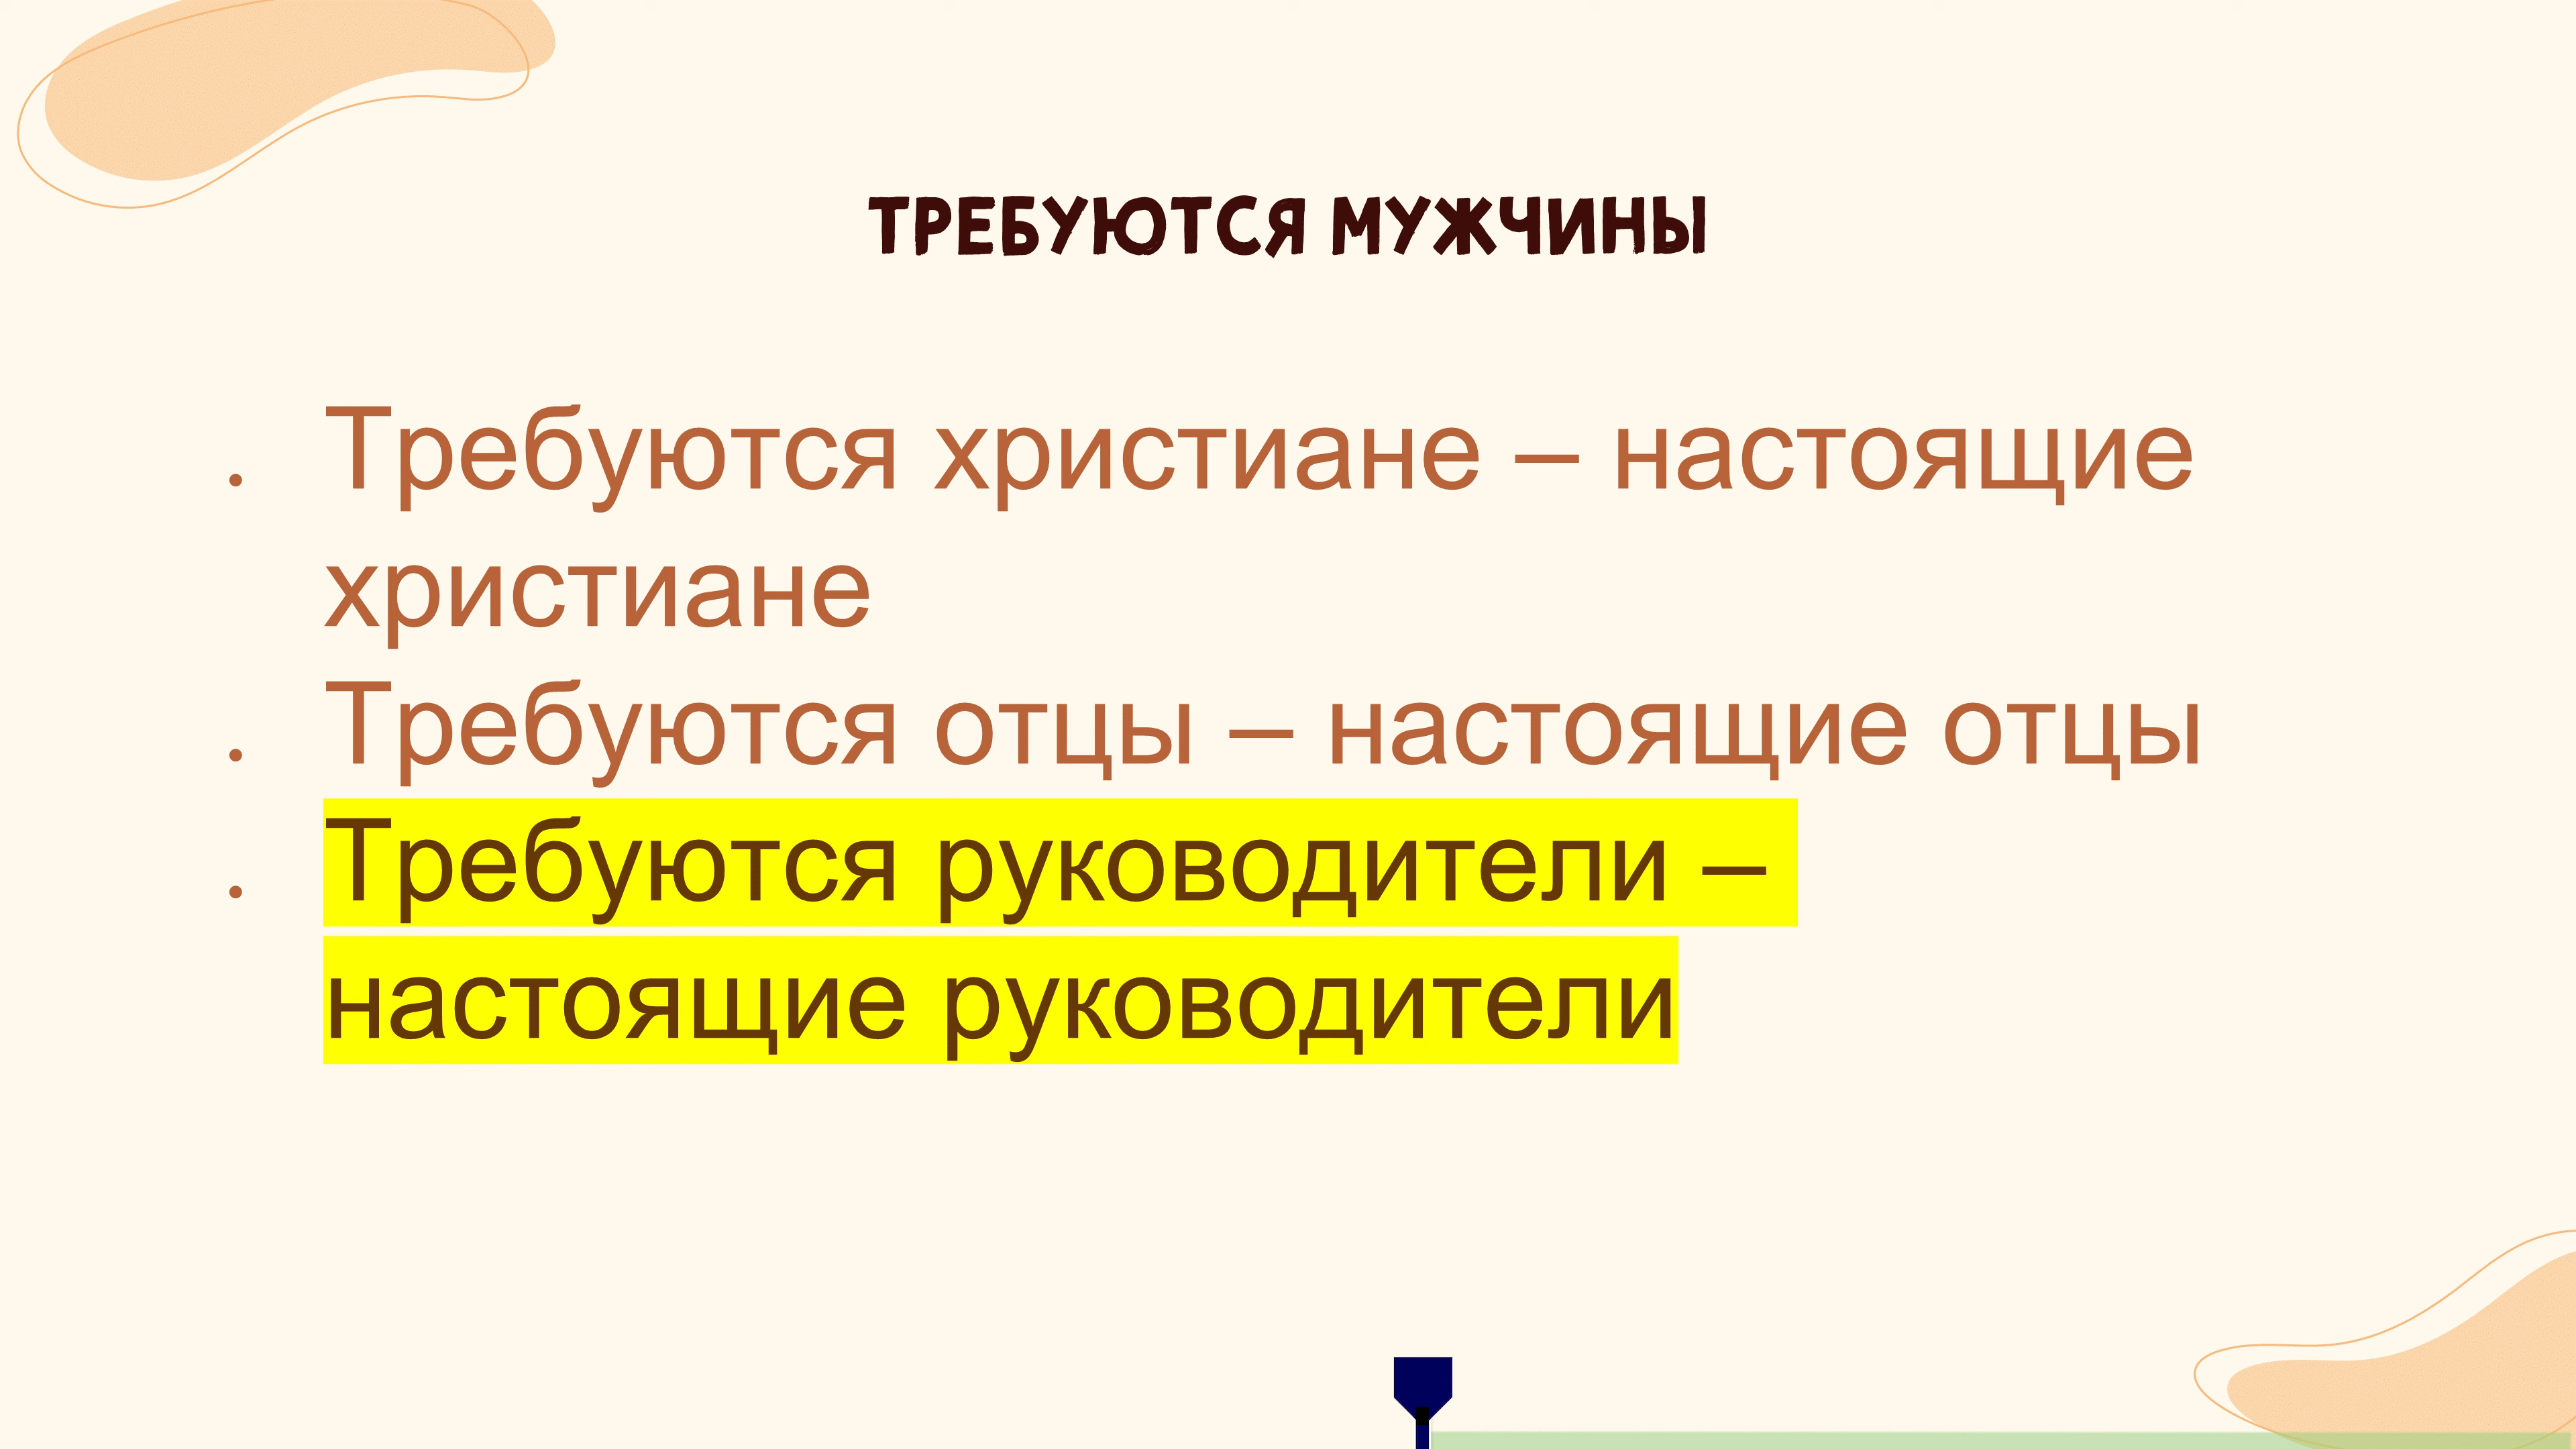 ТРЕБУЮТСЯ МУЖЧИНЫ
• Требуются христиане – настоящие
христиане
• Требуются отцы – настоящие отцы
• Требуются руководители –
настоящие руководители